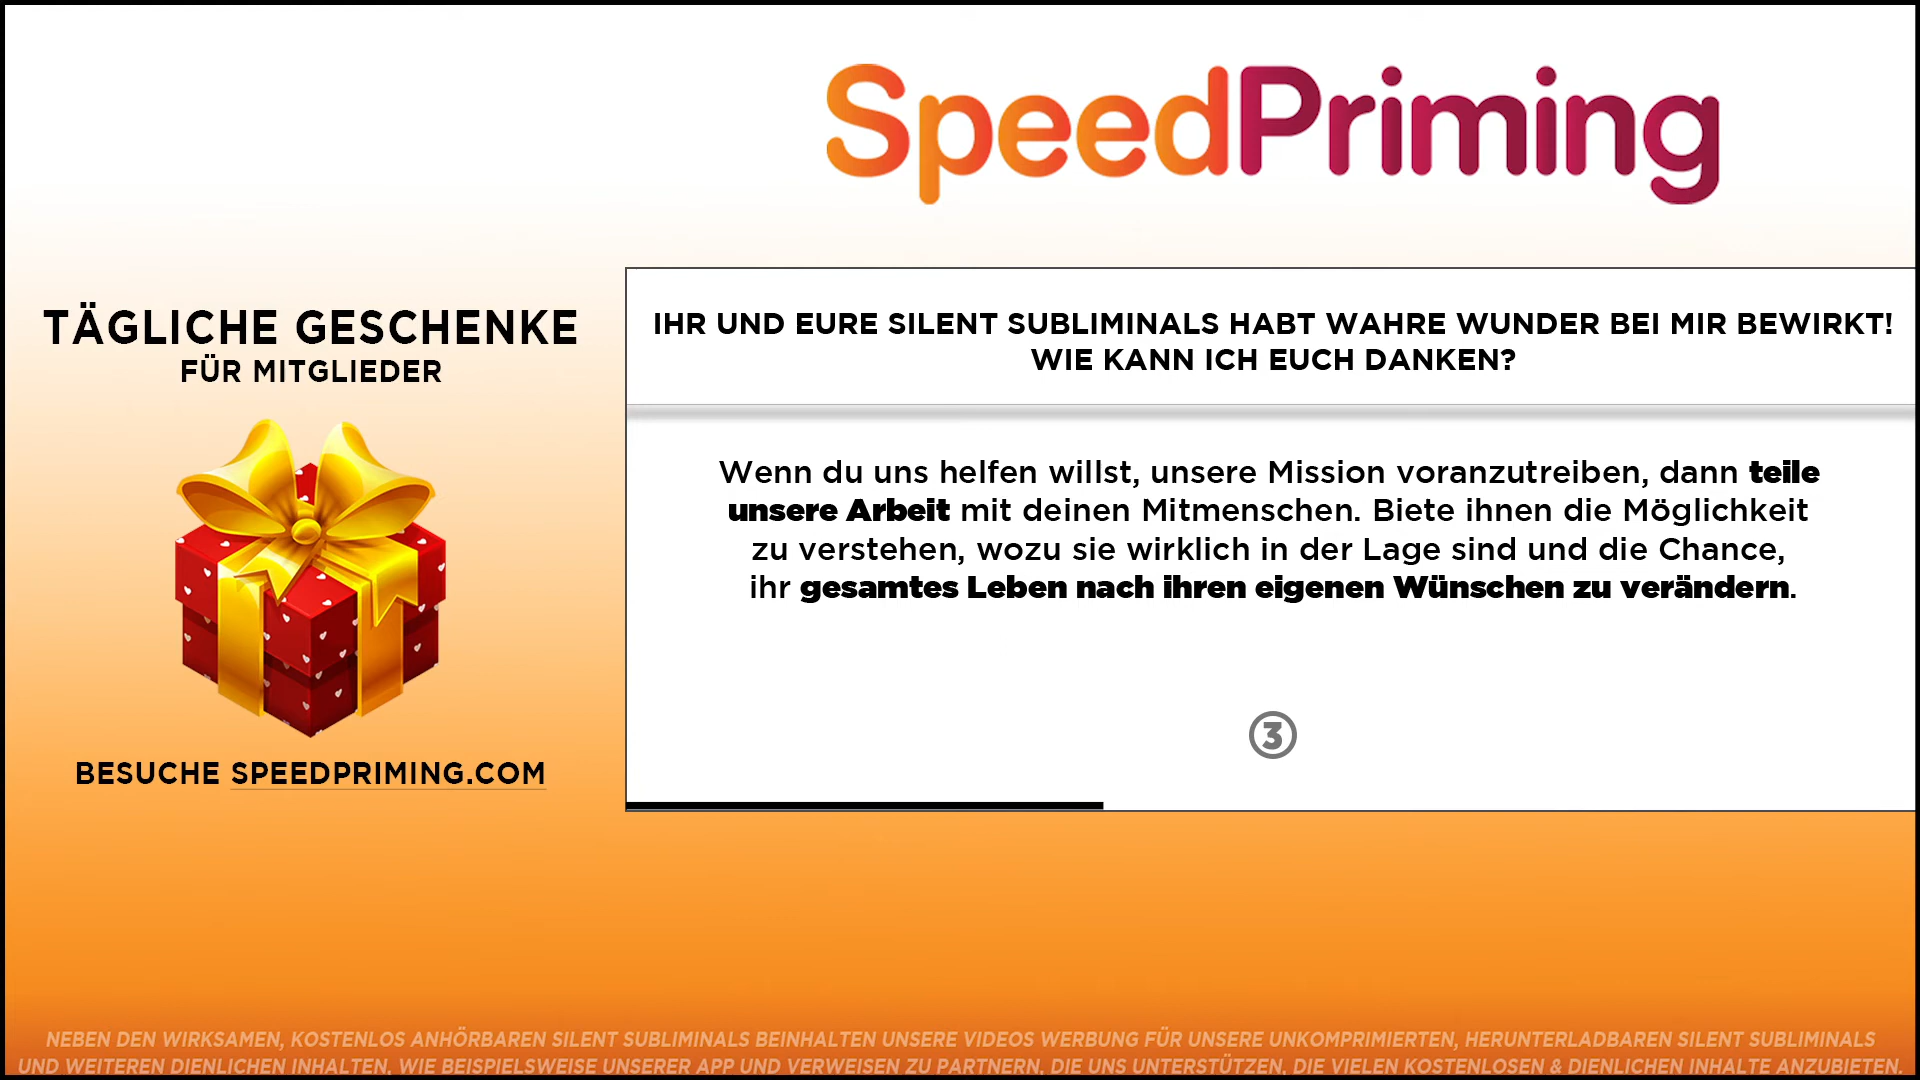 SpeedPriming
TÄGLICHE GESCHENKE
FÜR MITGLIEDER
BESUCHE SPEEDPRIMING.COM
IHR UND EURE SILENT SUBLIMINALS HABT WAHRE WUNDER BEI MIR BEWIRKT!
WIE KANN ICH EUCH DANKEN?
Wenn du uns helfen willst, unsere Mission voranzutreiben, dann teile
unsere Arbeit mit deinen Mitmenschen. Biete ihnen die Möglichkeit
zu verstehen, wozu sie wirklich in der Lage sind und die Chance,
ihr gesamtes Leben nach ihren eigenen Wünschen zu verändern.
3
NEBEN DEN WIRKSAMEN, KOSTENLOS ANHÖRBAREN SILENT SUBLIMINALS BEINHALTEN UNSERE VIDEOS WERBUNG FÜR UNSERE UNKOMPRIMIERTEN, HERUNTERLADBAREN SILENT SUBLIMINALS
UND WEITEREN DIENLICHEN INHALTEN, WIE BEISPIELSWEISE UNSERER APP UND VERWEISEN ZU PARTNERN, DIE UNS UNTERSTÜTZEN, DIE VIELEN KOSTENLOSEN & DIENLICHEN INHALTE ANZUBIETEN.